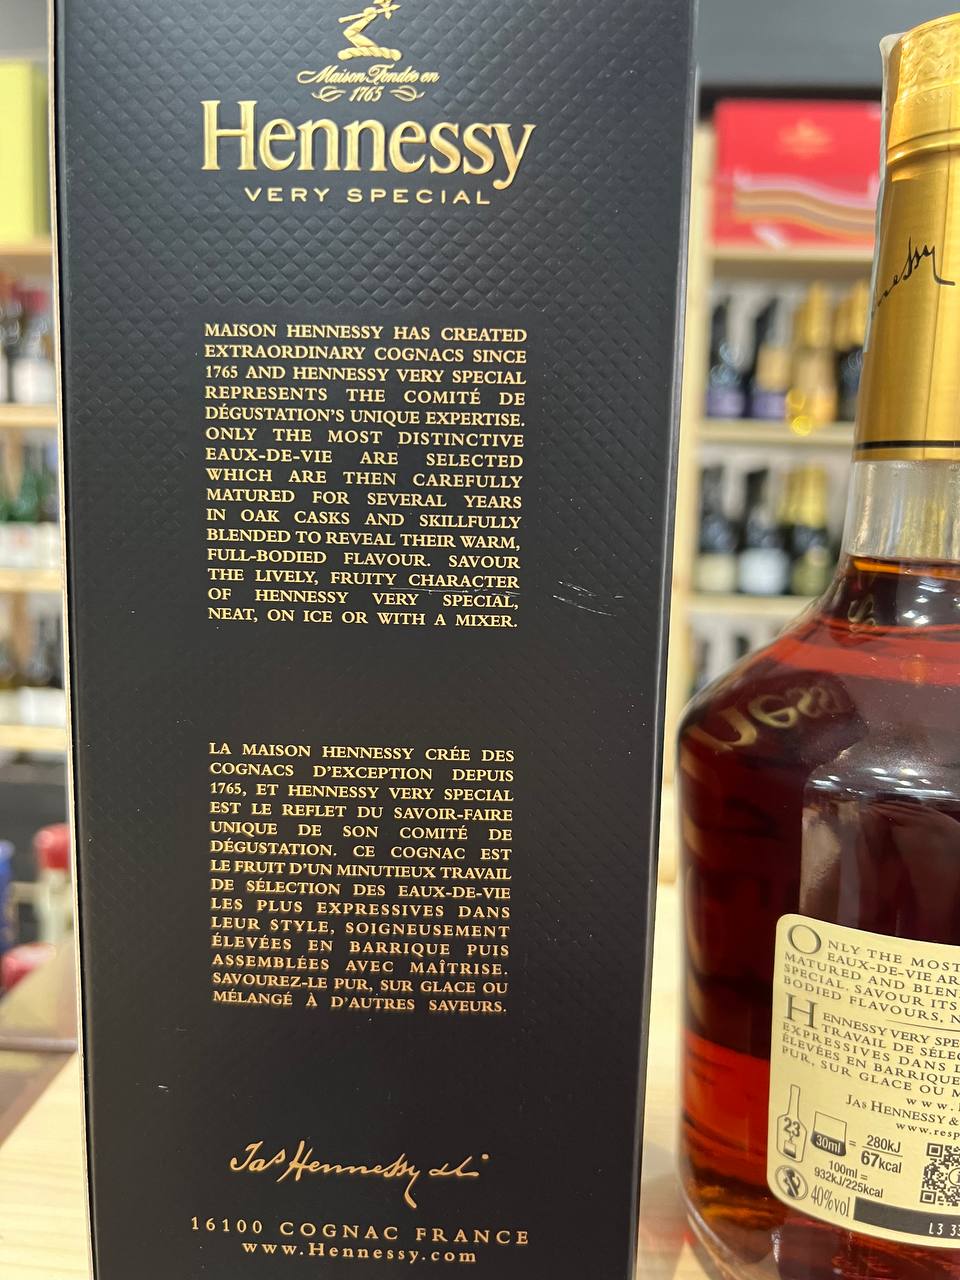 Maison Fondée en
1765
Hennessy
VERY SPECIAL
MAISON HENNESSY HAS CREATED
EXTRAORDINARY COGNACS SINCE
1765 AND HENNESSY VERY SPECIAL
REPRESENTS THE COMITÉ DE
DÉGUSTATION'S UNIQUE EXPERTISE.
ONLY THE MOST DISTINCTIVE
EAUX-DE-VIE ARE SELECTED
WHICH ARE THEN CAREFULLY
MATURED FOR SEVERAL YEARS
IN OAK CASKS AND SKILLFULLY
BLENDED TO REVEAL THEIR WARM,
FULL-BODIED FLAVOUR. SAVOUR
THE LIVELY, FRUITY CHARACTER
OF HENNESSY VERY SPECIAL,
NEAT, ON ICE OR WITH A MIXER.
LA MAISON HENNESSY CRÉE DES
COGNACS D'EXCEPTION DEPUIS
1765, ET HENNESSY VERY SPECIAL
EST LE REFLET DU SAVOIR-FAIRE
UNIQUE DE SON COMITÉ DE
DÉGUSTATION. CE COGNAC EST
LE FRUIT D'UN MINUTIEUX TRAVAIL
DE SÉLECTION DES EAUX-DE-VIE
LES PLUS EXPRESSIVES DANS
LEUR STYLE, SOIGNEUSEMENT
ÉLEVÉES EN BARRIQUE PUIS
ASSEMBLÉES AVEC MAÎTRISE.
SAVOUREZ-LE PUR, SUR GLACE OU
MÉLANGÉ À D'AUTRES SAVEURS.
Jas Hennessy & Co
16100 COGNAC FRANCE
www.Hennessy.com
ONLY THE MOST
EAUX-DE-VIE AR
MATURED AND BLEN
SPECIAL. SAVOUR ITS
BODIED FLAVOURS, N
HENNESSY VERY SPE
TRAVAIL DE SÉLEC
EXPRESSIVES DANS L
ÉLEVÉES EN BARRIQUE
PUR, SUR GLACE OU M
www.
JAS HENNESSY &
www.resp
23
30ml = 280kJ
67kcal
100ml =
932kJ/225kcal
40%vol
L3 33